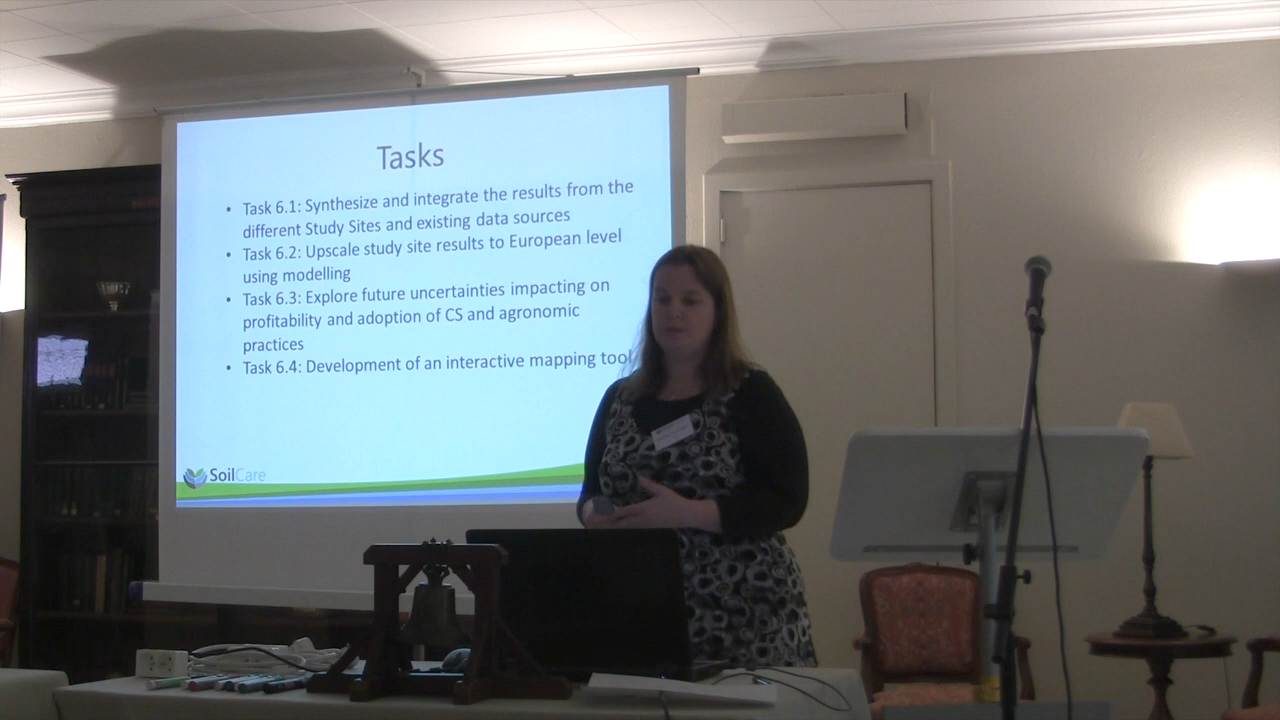 Tasks
• Task 6.1: Synthesize and integrate the results from the
different Study Sites and existing data sources
• Task 6.2: Upscale study site results to European level
using modelling
• Task 6.3: Explore future uncertainties impacting on
profitability and adoption of CS and agronomic
practices
• Task 6.4: Development of an interactive mapping tool
SoilCare